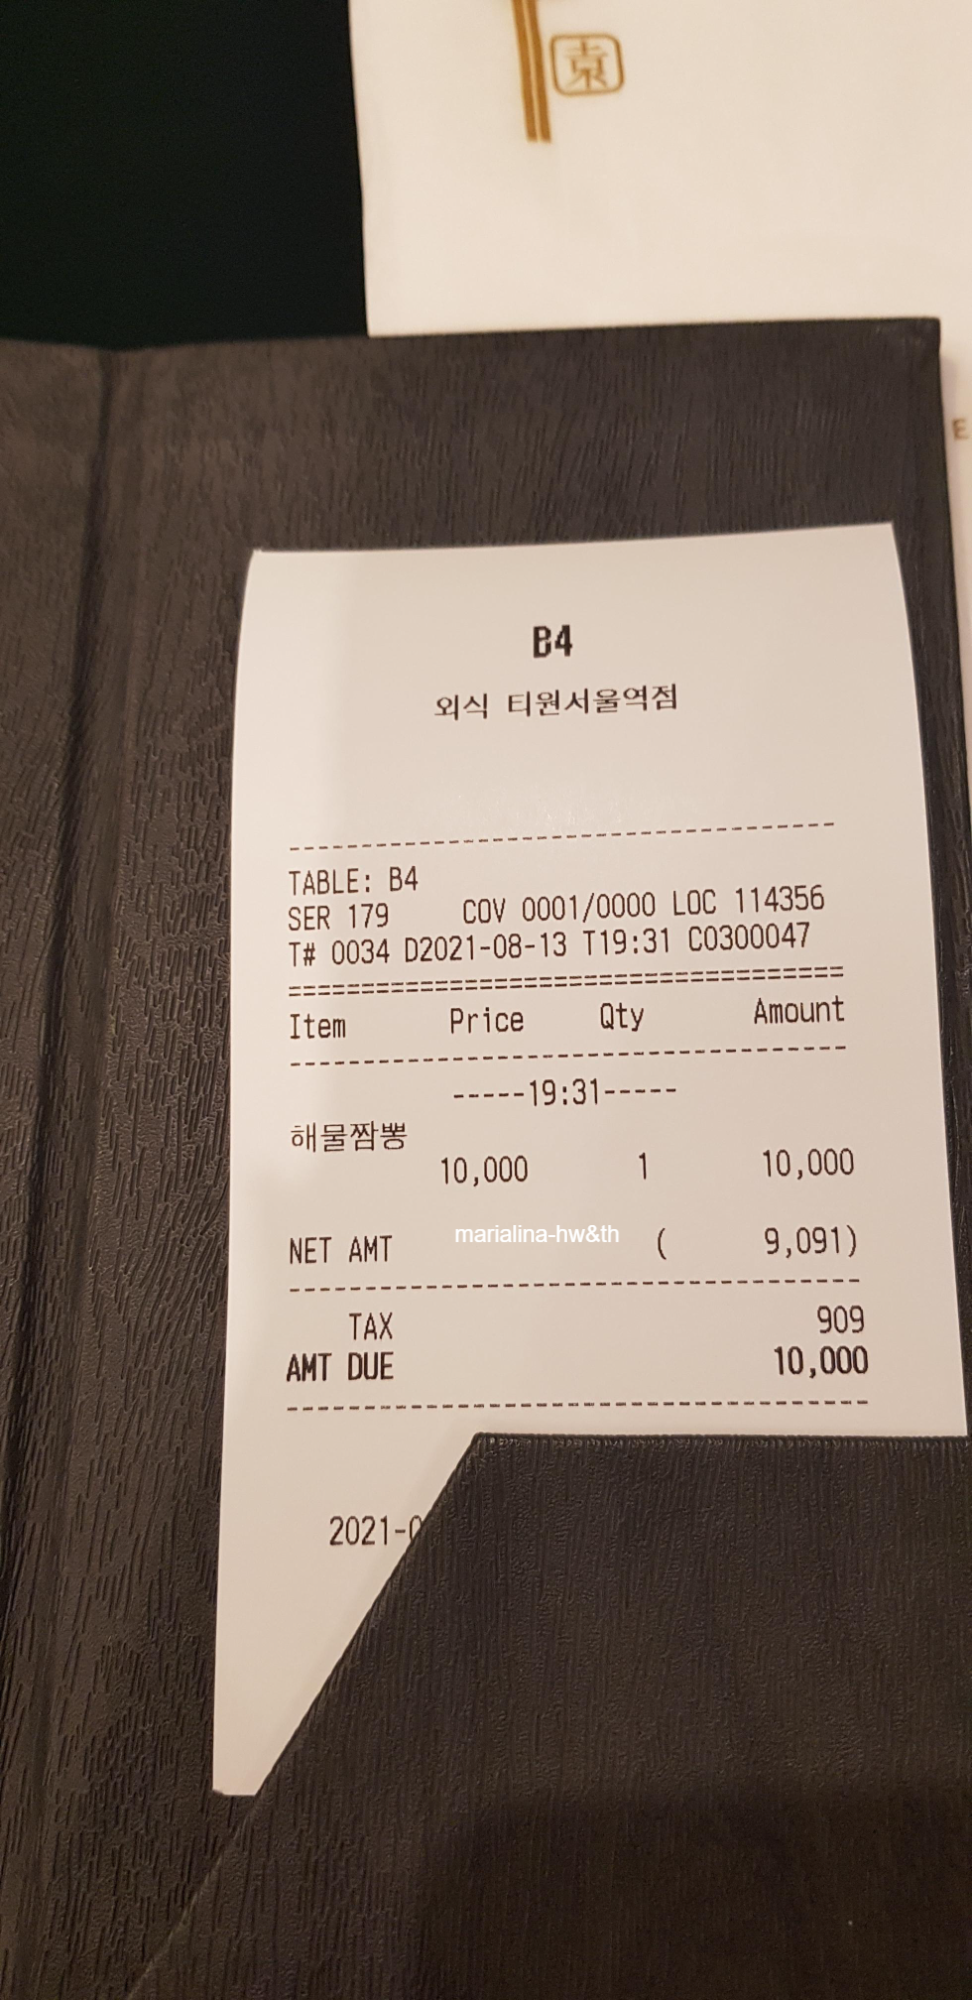 E
B4
외식 티원서울역점
------------------------------------
TABLE: B4
SER 179 COV 0001/0000 LOC 114356
T# 0034 D2021-08-13 T19:31 C0300047
======================================
Item Price Qty Amount
--------------------------------------
-----19:31-----
해물짬뽕
10,000 1 10,000
marialina-hw&th
NET AMT ( 9,091)
--------------------------------------
TAX 909
AMT DUE 10,000
--------------------------------------
2021-0